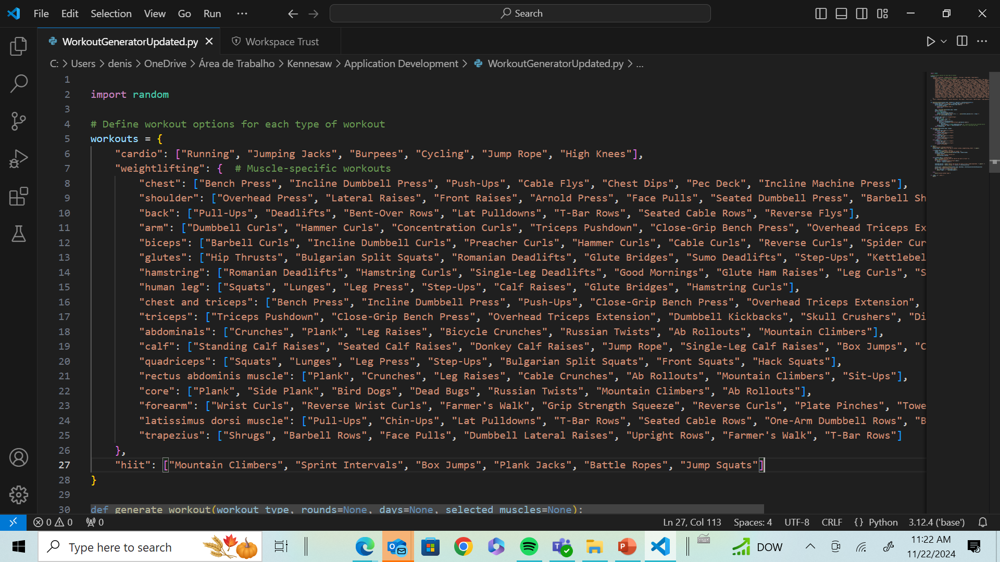 File Edit Selection View Go Run ... Search
WorkoutGeneratorUpdated.py Workspace Trust
C: > Users > denis > OneDrive > Área de Trabalho > Kennesaw > Application Development > WorkoutGeneratorUpdated.py > ...
1
2 import random
3
4 # Define workout options for each type of workout
5 workouts = {
6 "cardio": ["Running", "Jumping Jacks", "Burpees", "Cycling", "Jump Rope", "High Knees"],
7 "weightlifting": { # Muscle-specific workouts
8 "chest": ["Bench Press", "Incline Dumbbell Press", "Push-Ups", "Cable Flys", "Chest Dips", "Pec Deck", "Incline Machine Press"],
9 "shoulder": ["Overhead Press", "Lateral Raises", "Front Raises", "Arnold Press", "Face Pulls", "Seated Dumbbell Press", "Barbell Sh
10 "back": ["Pull-Ups", "Deadlifts", "Bent-Over Rows", "Lat Pulldowns", "T-Bar Rows", "Seated Cable Rows", "Reverse Flys"],
11 "arm": ["Dumbbell Curls", "Hammer Curls", "Concentration Curls", "Triceps Pushdown", "Close-Grip Bench Press", "Overhead Triceps Ex
12 "biceps": ["Barbell Curls", "Incline Dumbbell Curls", "Preacher Curls", "Hammer Curls", "Cable Curls", "Reverse Curls", "Spider Cur
13 "glutes": ["Hip Thrusts", "Bulgarian Split Squats", "Romanian Deadlifts", "Glute Bridges", "Sumo Deadlifts", "Step-Ups", "Kettlebel
14 "hamstring": ["Romanian Deadlifts", "Hamstring Curls", "Single-Leg Deadlifts", "Good Mornings", "Glute Ham Raises", "Leg Curls", "S
15 "human leg": ["Squats", "Lunges", "Leg Press", "Step-Ups", "Calf Raises", "Glute Bridges", "Hamstring Curls"],
16 "chest and triceps": ["Bench Press", "Incline Dumbbell Press", "Push-Ups", "Close-Grip Bench Press", "Overhead Triceps Extension",
17 "triceps": ["Triceps Pushdown", "Close-Grip Bench Press", "Overhead Triceps Extension", "Dumbbell Kickbacks", "Skull Crushers", "Di
18 "abdominals": ["Crunches", "Plank", "Leg Raises", "Bicycle Crunches", "Russian Twists", "Ab Rollouts", "Mountain Climbers"],
19 "calf": ["Standing Calf Raises", "Seated Calf Raises", "Donkey Calf Raises", "Jump Rope", "Single-Leg Calf Raises", "Box Jumps", "C
20 "quadriceps": ["Squats", "Lunges", "Leg Press", "Step-Ups", "Bulgarian Split Squats", "Front Squats", "Hack Squats"],
21 "rectus abdominis muscle": ["Plank", "Crunches", "Leg Raises", "Cable Crunches", "Ab Rollouts", "Mountain Climbers", "Sit-Ups"],
22 "core": ["Plank", "Side Plank", "Bird Dogs", "Dead Bugs", "Russian Twists", "Mountain Climbers", "Ab Rollouts"],
23 "forearm": ["Wrist Curls", "Reverse Wrist Curls", "Farmer's Walk", "Grip Strength Squeeze", "Reverse Curls", "Plate Pinches", "Towe
24 "latissimus dorsi muscle": ["Pull-Ups", "Chin-Ups", "Lat Pulldowns", "T-Bar Rows", "Seated Cable Rows", "One-Arm Dumbbell Rows", "B
25 "trapezius": ["Shrugs", "Barbell Rows", "Face Pulls", "Dumbbell Lateral Raises", "Upright Rows", "Farmer's Walk", "T-Bar Rows"]
26 },
27 "hiit": ["Mountain Climbers", "Sprint Intervals", "Box Jumps", "Plank Jacks", "Battle Ropes", "Jump Squats"]
28 }
29
30 def generate_workout(workout_type, rounds=None, days=None, selected_muscles=None):
0 0 0 Ln 27, Col 113 Spaces: 4 UTF-8 CRLF {} Python 3.12.4 ('base')
Type here to search DOW 11:22 AM
11/22/2024